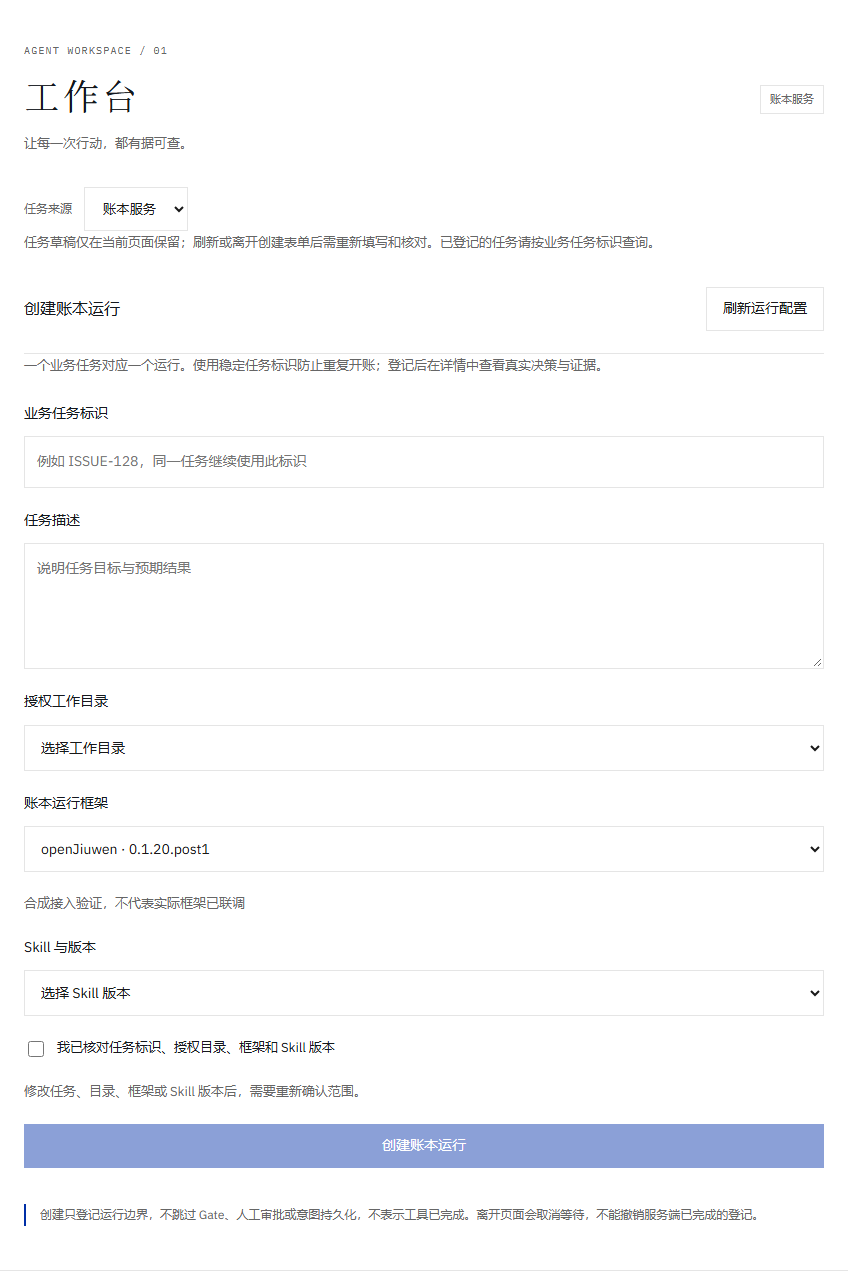 AGENT WORKSPACE / 01
工作台
账本服务
让每一次行动，都有据可查。
任务来源
账本服务
任务草稿仅在当前页面保留；刷新或离开创建表单后需重新填写和核对。已登记的任务请按业务任务标识查询。
创建账本运行
刷新运行配置
一个业务任务对应一个运行。使用稳定任务标识防止重复开账；登记后在详情中查看真实决策与证据。
业务任务标识
例如 ISSUE-128，同一任务继续使用此标识
任务描述
说明任务目标与预期结果
授权工作目录
选择工作目录
账本运行框架
openJiuwen · 0.1.20.post1
合成接入验证，不代表实际框架已联调
Skill 与版本
选择 Skill 版本
我已核对任务标识、授权目录、框架和 Skill 版本
修改任务、目录、框架或 Skill 版本后，需要重新确认范围。
创建账本运行
创建只登记运行边界，不跳过 Gate、人工审批或意图持久化，不表示工具已完成。离开页面会取消等待，不能撤销服务端已完成的登记。